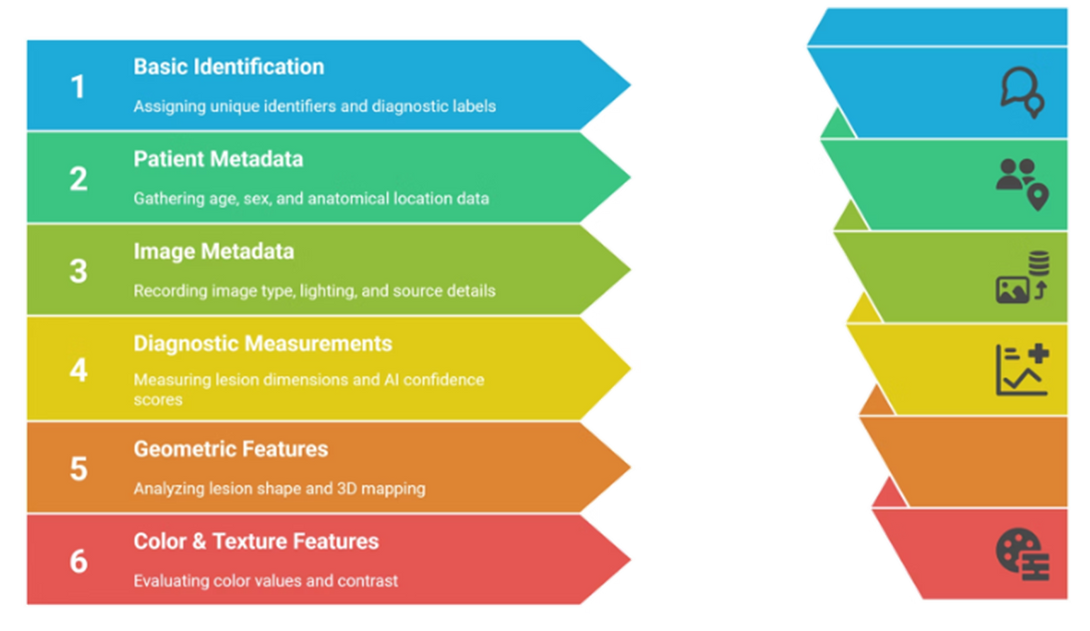 1
Basic Identification
Assigning unique identifiers and diagnostic labels
2
Patient Metadata
Gathering age, sex, and anatomical location data
3
Image Metadata
Recording image type, lighting, and source details
4
Diagnostic Measurements
Measuring lesion dimensions and AI confidence
scores
5
Geometric Features
Analyzing lesion shape and 3D mapping
6
Color & Texture Features
Evaluating color values and contrast